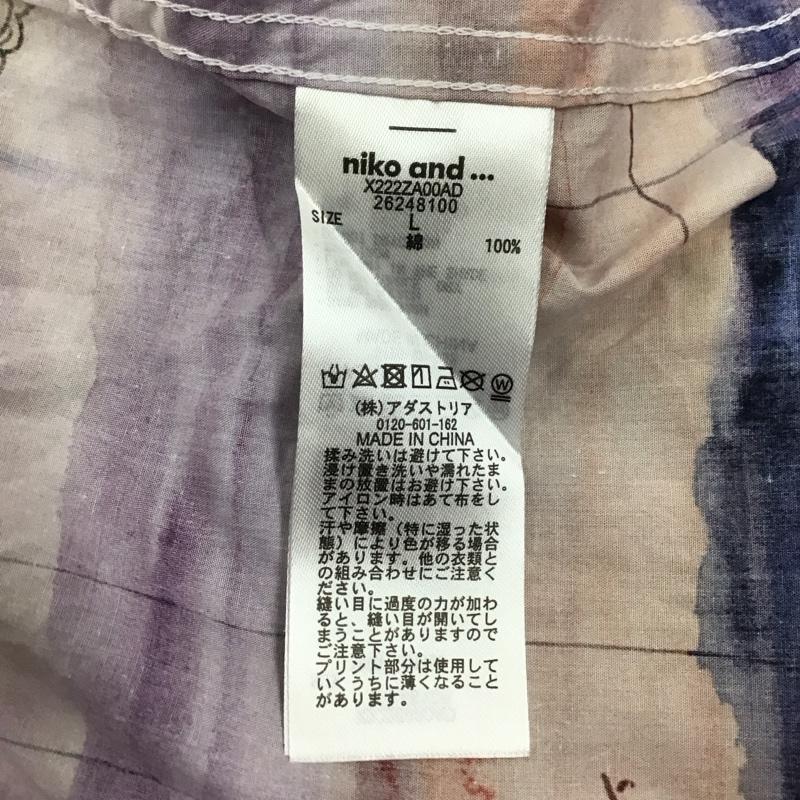 niko and ...
X222ZA00AD
26248100
SIZE L
綿 100%
W
(株)アダストリア
0120-601-162
MADE IN CHINA
揉み洗いは避けて下さい。
浸け置き洗いや濡れたま
まの放置はお避け下さい。
アイロン時はあて布をし
て下さい。
汗や摩擦(特に湿った状
態)により色が移る場合
があります。他の衣類と
の組み合わせにご注意く
ださい。
縫い目に過度の力が加わ
ると、縫い目が開いてし
まうことがありますので
ご注意下さい。
プリント部分は使用して
いくうちに薄くなること
があります。